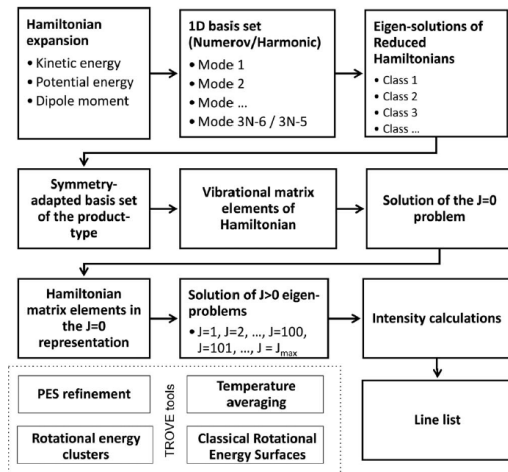 Hamiltonian
expansion
• Kinetic energy
• Potential energy
• Dipole moment
1D basis set
(Numerov/Harmonic)
• Mode 1
• Mode 2
• Mode ...
• Mode 3N-6 / 3N-5
Eigen-solutions of
Reduced
Hamiltonians
• Class 1
• Class 2
• Class 3
• Class ...
Symmetry-
adapted basis set
of the product-
type
Vibrational matrix
elements of
Hamiltonian
Solution of the J=0
problem
Hamiltonian
matrix elements in
the J=0
representation
Solution of J>0 eigen-
problems
• J=1, J=2, ..., J=100,
J=101, ..., J = Jmax
Intensity calculations
Line list
PES refinement
Rotational energy
clusters
TROVE tools
Temperature
averaging
Classical Rotational
Energy Surfaces